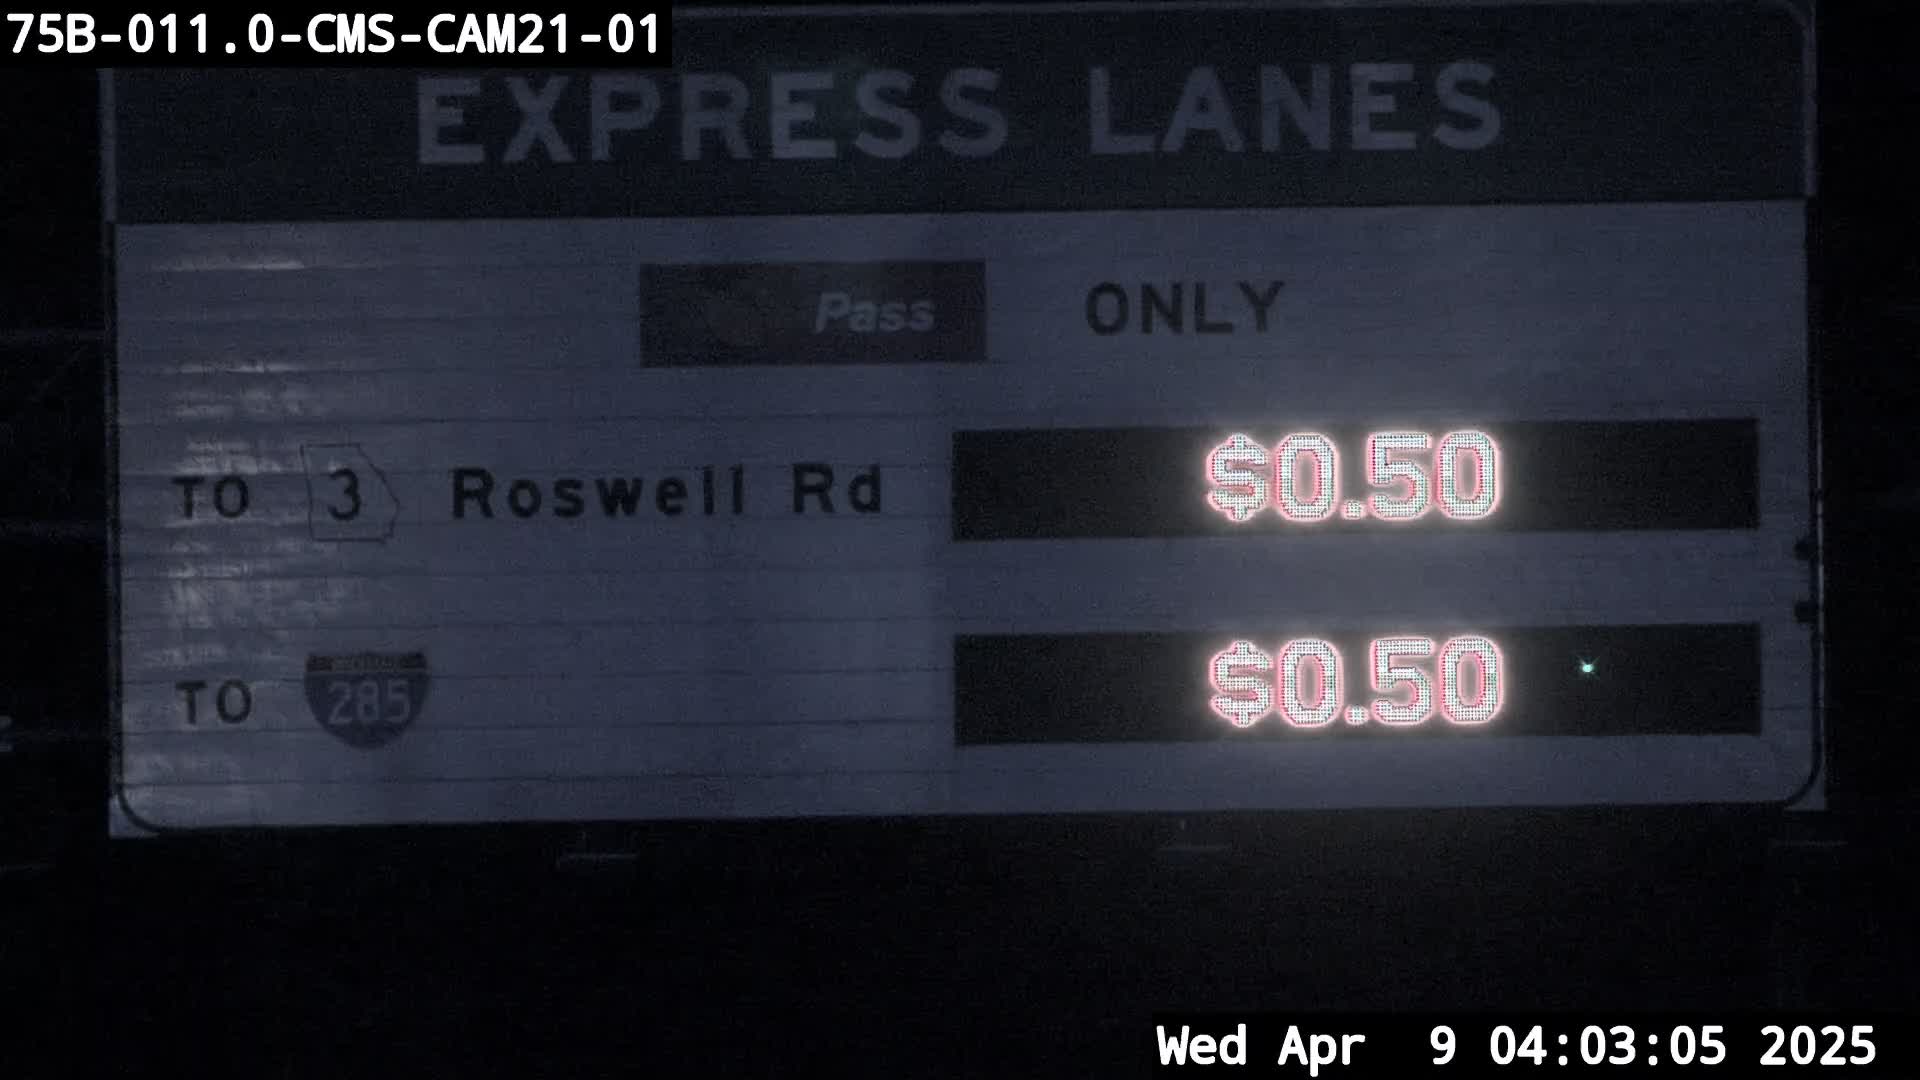 75B-011.0-CMS-CAM21-01
EXPRESS LANES
Pass ONLY
TO 3 Roswell Rd $0.50
TO 285 $0.50
Wed Apr 9 04:03:05 2025